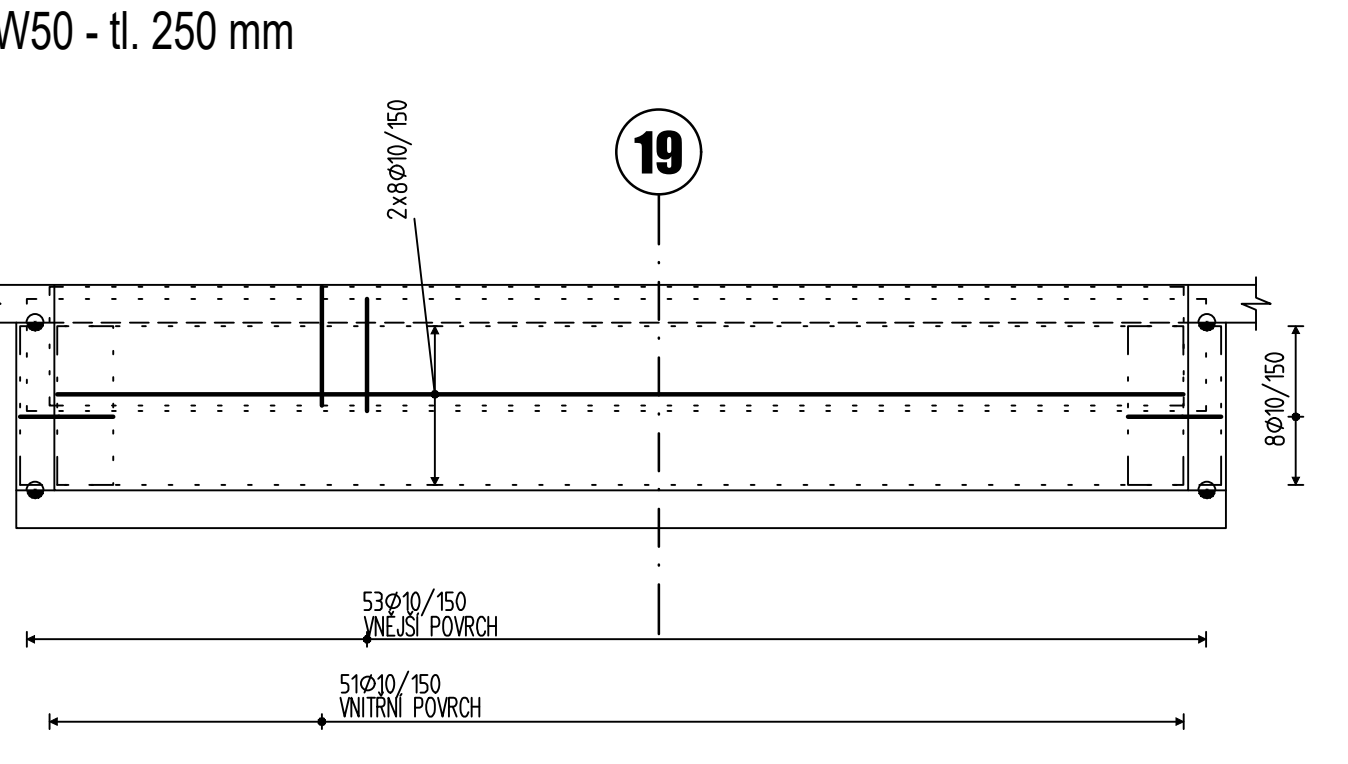 W50 - tl. 250 mm
2x8Ø10/150
19
8Ø10/150
53Ø10/150
VNĚJŠÍ POVRCH
51Ø10/150
VNITŘNÍ POVRCH